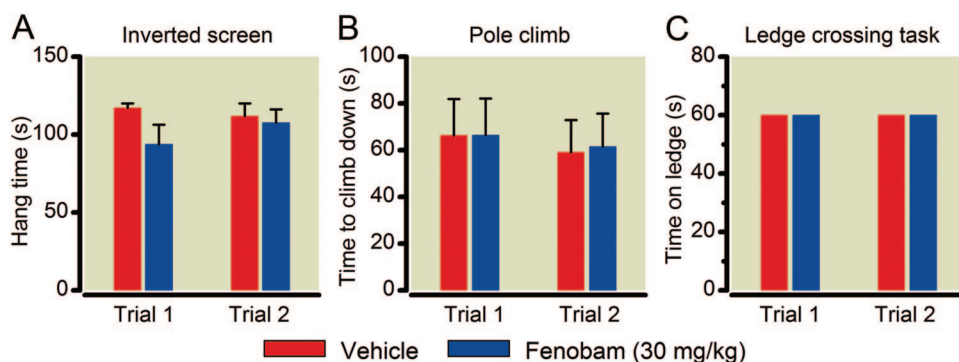 A
Inverted screen
Hang time (s)
150
100
50
0
Trial 1
Trial 2
B
Pole climb
Time to climb down (s)
100
80
60
40
20
0
Trial 1
Trial 2
C
Ledge crossing task
Time on ledge (s)
80
60
40
20
0
Trial 1
Trial 2
Vehicle
Fenobam (30 mg/kg)